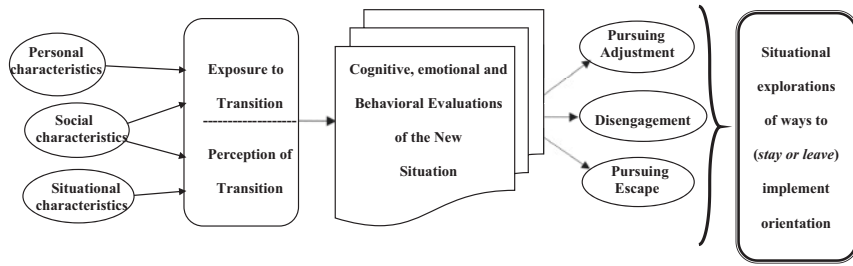 Personal
characteristics
Social
characteristics
Situational
characteristics
Exposure to
Transition
Perception of
Transition
Cognitive, emotional and
Behavioral Evaluations
of the New
Situation
Pursuing
Adjustment
Disengagement
Pursuing
Escape
Situational
explorations
of ways to
(stay or leave)
implement
orientation